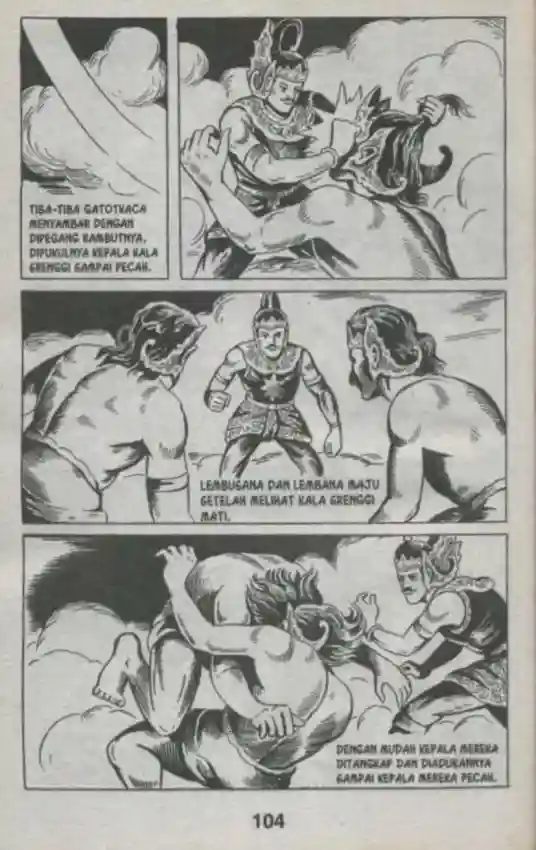 TIBA-TIBA GATOTKACA
MENYAMBAR DENGAN
DIPEGANG RAMBUTNYA,
DIPUKULNYA KEPALA KALA
GRENGGI SAMPAI PECAH.
LEMBUSANA DAN LEMBANA MAJU
SETELAH MELIHAT KALA GRENGGI
MATI.
DENGAN MUDAH KEPALA MEREKA
DITANGKAP DAN DIADUKANNYA
SAMPAI KEPALA MEREKA PECAH.
104